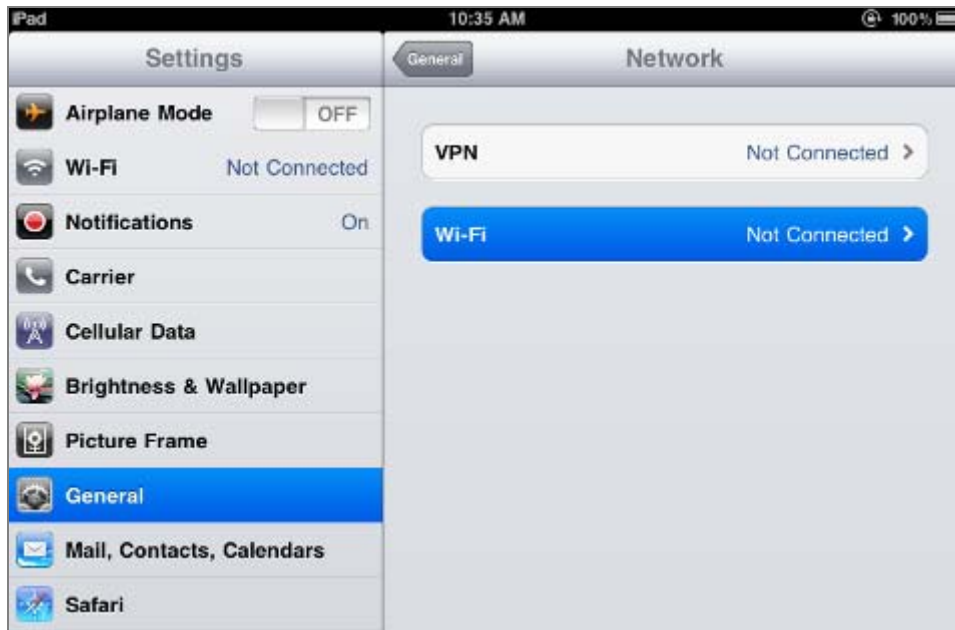 iPad 10:35 AM 100%
Settings
General Network
Airplane Mode OFF
Wi-Fi Not Connected
Notifications On
Carrier
Cellular Data
Brightness & Wallpaper
Picture Frame
General
Mail, Contacts, Calendars
Safari
VPN Not Connected
Wi-Fi Not Connected